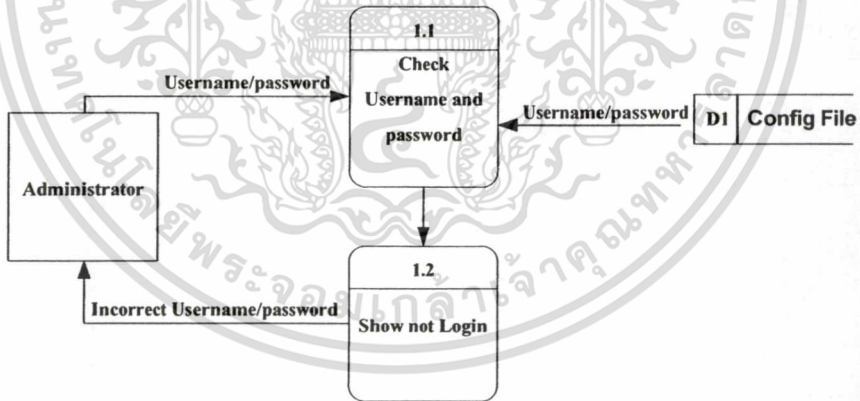 1.1
Check
Username and
password
Username/password
Username/password
D1 Config File
Administrator
1.2
Show not Login
Incorrect Username/password